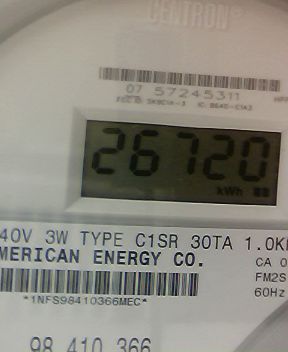 CENTRON®
07 57245311
26720
kWh
40V 3W TYPE C1SR 30TA 1.0K
MERICAN ENERGY CO.
CA 0
FM2S
60Hz
*1NFS98410366MEC*
98 410 366